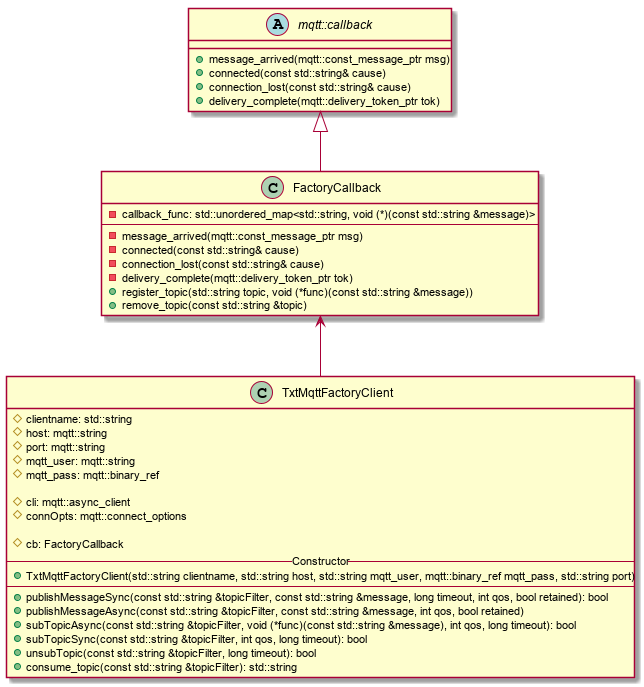 A mqtt::callback
message_arrived(mqtt::const_message_ptr msg)
connected(const std::string& cause)
connection_lost(const std::string& cause)
delivery_complete(mqtt::delivery_token_ptr tok)
C FactoryCallback
callback_func: std::unordered_map<std::string, void (*)(const std::string &message)>
message_arrived(mqtt::const_message_ptr msg)
connected(const std::string& cause)
connection_lost(const std::string& cause)
delivery_complete(mqtt::delivery_token_ptr tok)
register_topic(std::string topic, void (*func)(const std::string &message))
remove_topic(const std::string &topic)
C TxtMqttFactoryClient
clientname: std::string
host: mqtt::string
port: mqtt::string
mqtt_user: mqtt::string
mqtt_pass: mqtt::binary_ref
cli: mqtt::async_client
connOpts: mqtt::connect_options
cb: FactoryCallback
Constructor
TxtMqttFactoryClient(std::string clientname, std::string host, std::string mqtt_user, mqtt::binary_ref mqtt_pass, std::string port)
publishMessageSync(const std::string &topicFilter, const std::string &message, long timeout, int qos, bool retained): bool
publishMessageAsync(const std::string &topicFilter, const std::string &message, int qos, bool retained)
subTopicAsync(const std::string &topicFilter, void (*func)(const std::string &message), int qos, long timeout): bool
subTopicSync(const std::string &topicFilter, int qos, long timeout): bool
unsubTopic(const std::string &topicFilter, long timeout): bool
consume_topic(const std::string &topicFilter): std::string